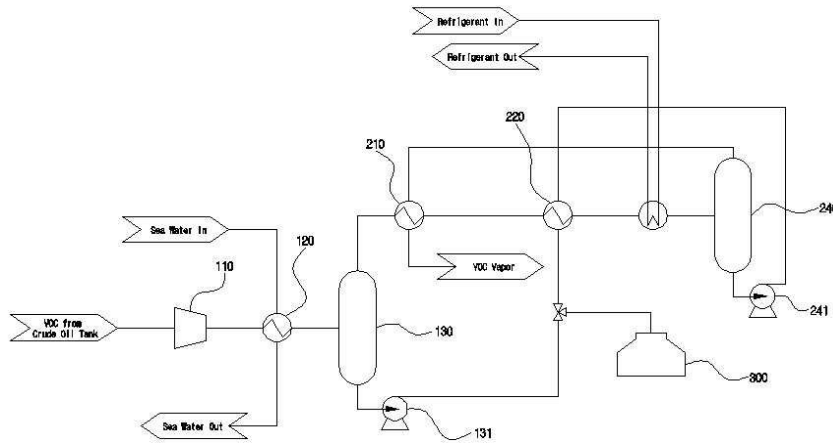 Refrigerant In
Refrigerant Out
220
210
240
Sea Water In
120
VOC Vapor
110
241
VOC from
Crude Oil Tank
130
300
Sea Water Out
131